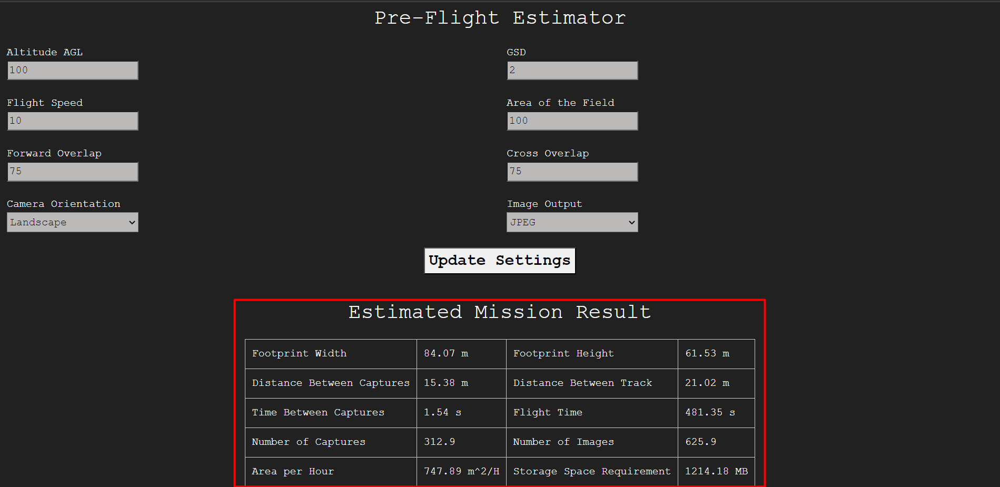 Pre-Flight Estimator
Altitude AGL
GSD
100
2
Flight Speed
Area of the Field
10
100
Forward Overlap
Cross Overlap
75
75
Camera Orientation
Image Output
Landscape
JPEG
Update Settings
Estimated Mission Result
Footprint Width 84.07 m Footprint Height 61.53 m
Distance Between Captures 15.38 m Distance Between Track 21.02 m
Time Between Captures 1.54 s Flight Time 481.35 s
Number of Captures 312.9 Number of Images 625.9
Area per Hour 747.89 m^2/H Storage Space Requirement 1214.18 MB